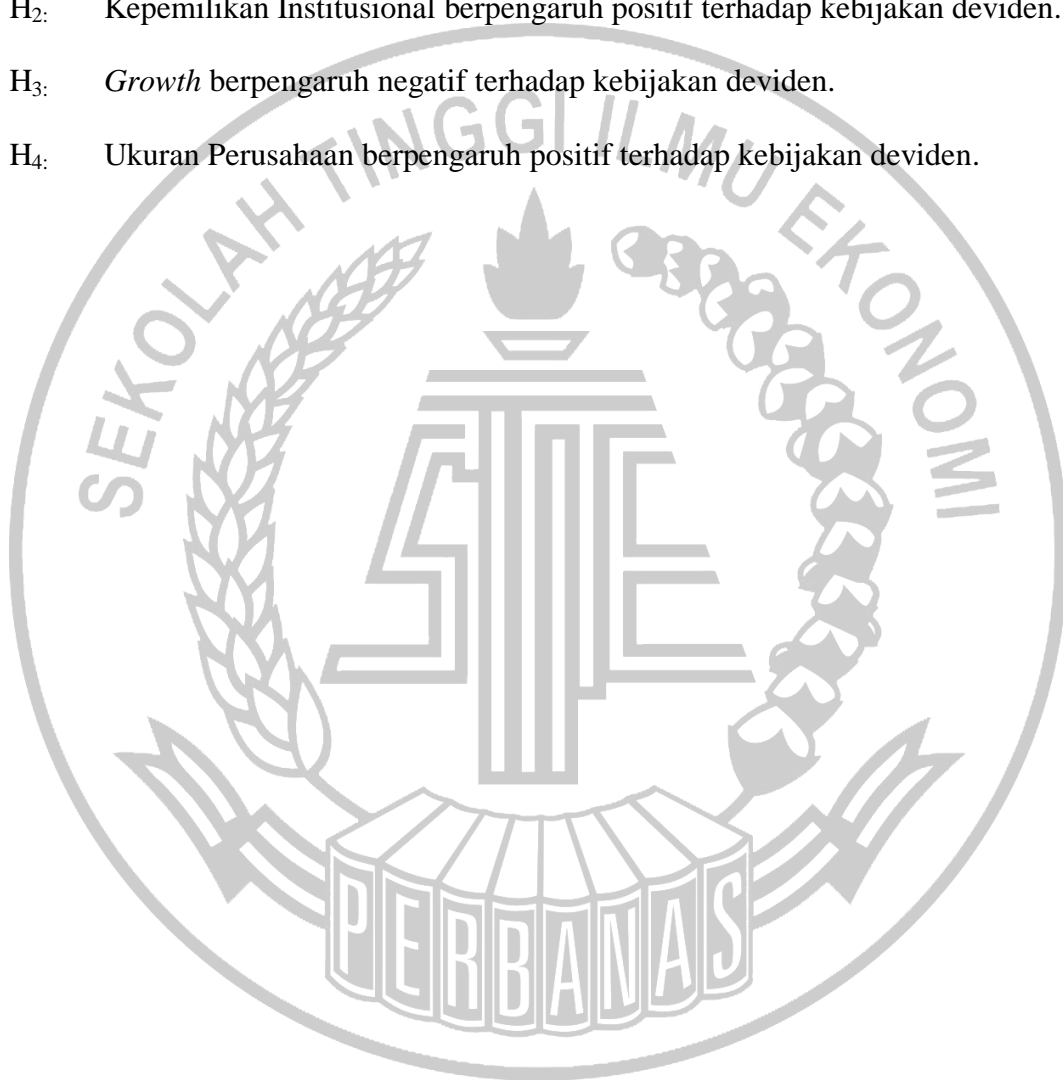 H2: Kepemilikan Institusional berpengaruh positif terhadap kebijakan deviden.
H3: Growth berpengaruh negatif terhadap kebijakan deviden.
H4: Ukuran Perusahaan berpengaruh positif terhadap kebijakan deviden.
SEKOLAH TINGGI ILMU EKONOMI
STIE
PERBANAS